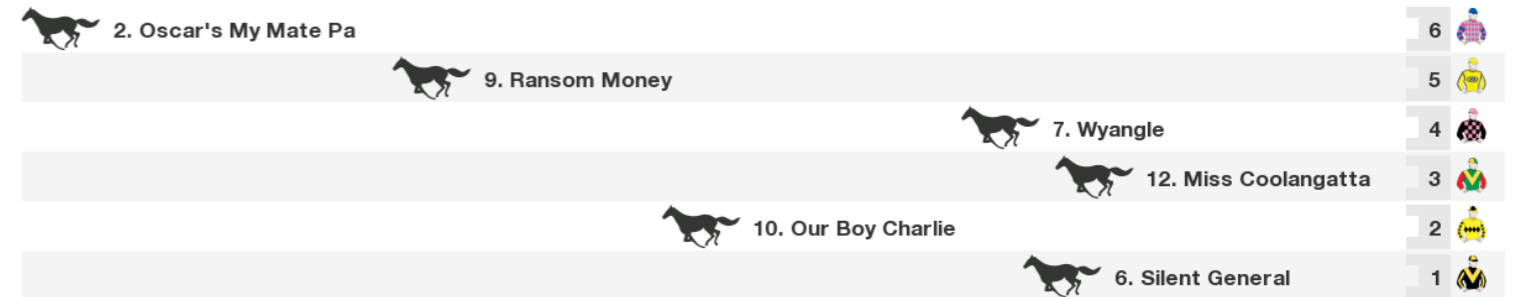 2. Oscar's My Mate Pa 6
9. Ransom Money 5
7. Wyangle 4
12. Miss Coolangatta 3
10. Our Boy Charlie 2
6. Silent General 1